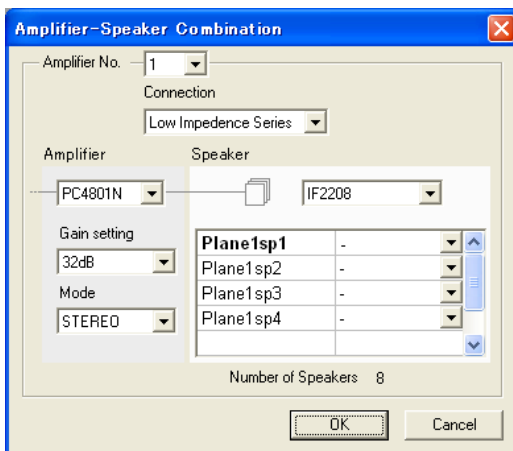 Amplifier-Speaker Combination
Amplifier No. 1
Connection
Low Impedence Series
Amplifier Speaker
PC4801N IF2208
Gain setting
32dB
Mode
STEREO
Plane1sp1 -
Plane1sp2 -
Plane1sp3 -
Plane1sp4 -
Number of Speakers 8
OK Cancel